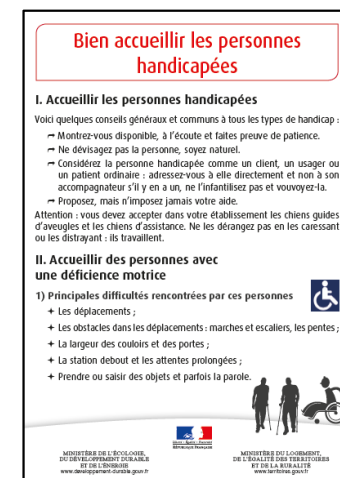 Bien accueillir les personnes
handicapées
I. Accueillir les personnes handicapées
Voici quelques conseils généraux et communs à tous les types de handicap :
➞ Montrez-vous disponible, à l'écoute et faites preuve de patience.
➞ Ne dévisagez pas la personne, soyez naturel.
➞ Considérez la personne handicapée comme un client, un usager ou
un patient ordinaire : adressez-vous à elle directement et non à son
accompagnateur s'il y en a un, ne l'infantilisez pas et vouvoyez-la.
➞ Proposez, mais n'imposez jamais votre aide.
Attention : vous devez accepter dans votre établissement les chiens guides
d'aveugles et les chiens d'assistance. Ne les dérangez pas en les caressant
ou les distrayant : ils travaillent.
II. Accueillir des personnes avec
une déficience motrice
1) Principales difficultés rencontrées par ces personnes
+ Les déplacements ;
+ Les obstacles dans les déplacements : marches et escaliers, les pentes ;
+ La largeur des couloirs et des portes ;
+ La station debout et les attentes prolongées ;
+ Prendre ou saisir des objets et parfois la parole.
Liberté • Égalité • Fraternité
RÉPUBLIQUE FRANÇAISE
MINISTÈRE DE L'ÉCOLOGIE,
DU DÉVELOPPEMENT DURABLE
ET DE L'ÉNERGIE
www.developpement-durable.gouv.fr
MINISTÈRE DU LOGEMENT,
DE L'ÉGALITÉ DES TERRITOIRES
ET DE LA RURALITÉ
www.territoires.gouv.fr